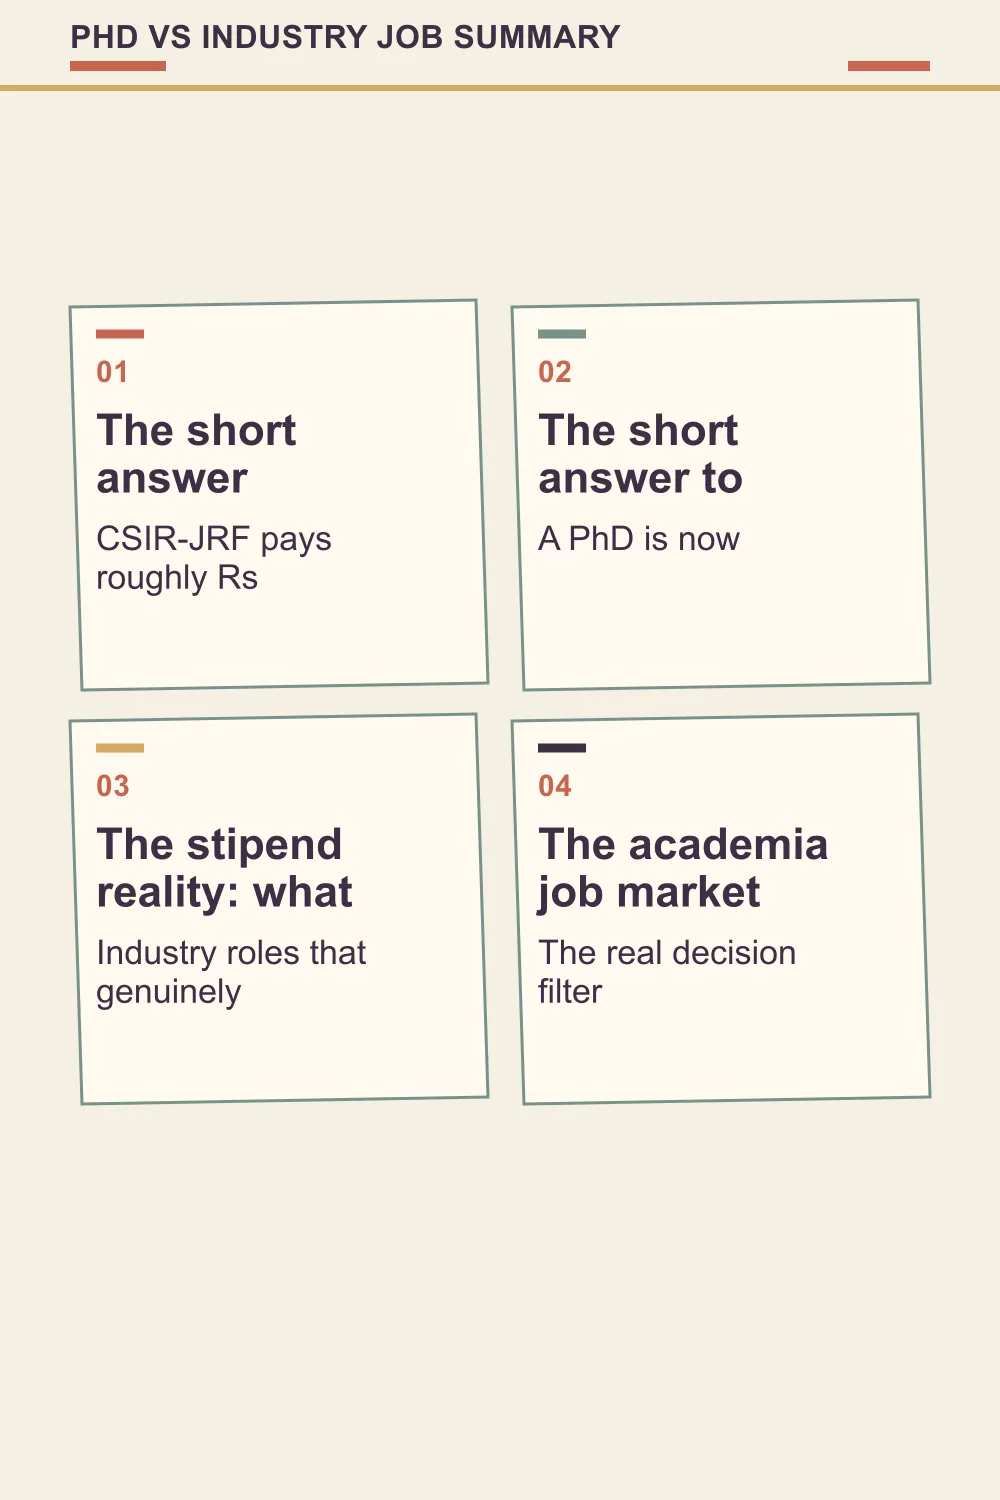 PHD VS INDUSTRY JOB SUMMARY
01
The short
answer
CSIR-JRF pays
roughly Rs
02
The short
answer to
A PhD is now
03
The stipend
reality: what
Industry roles that
genuinely
04
The academia
job market
The real decision
filter